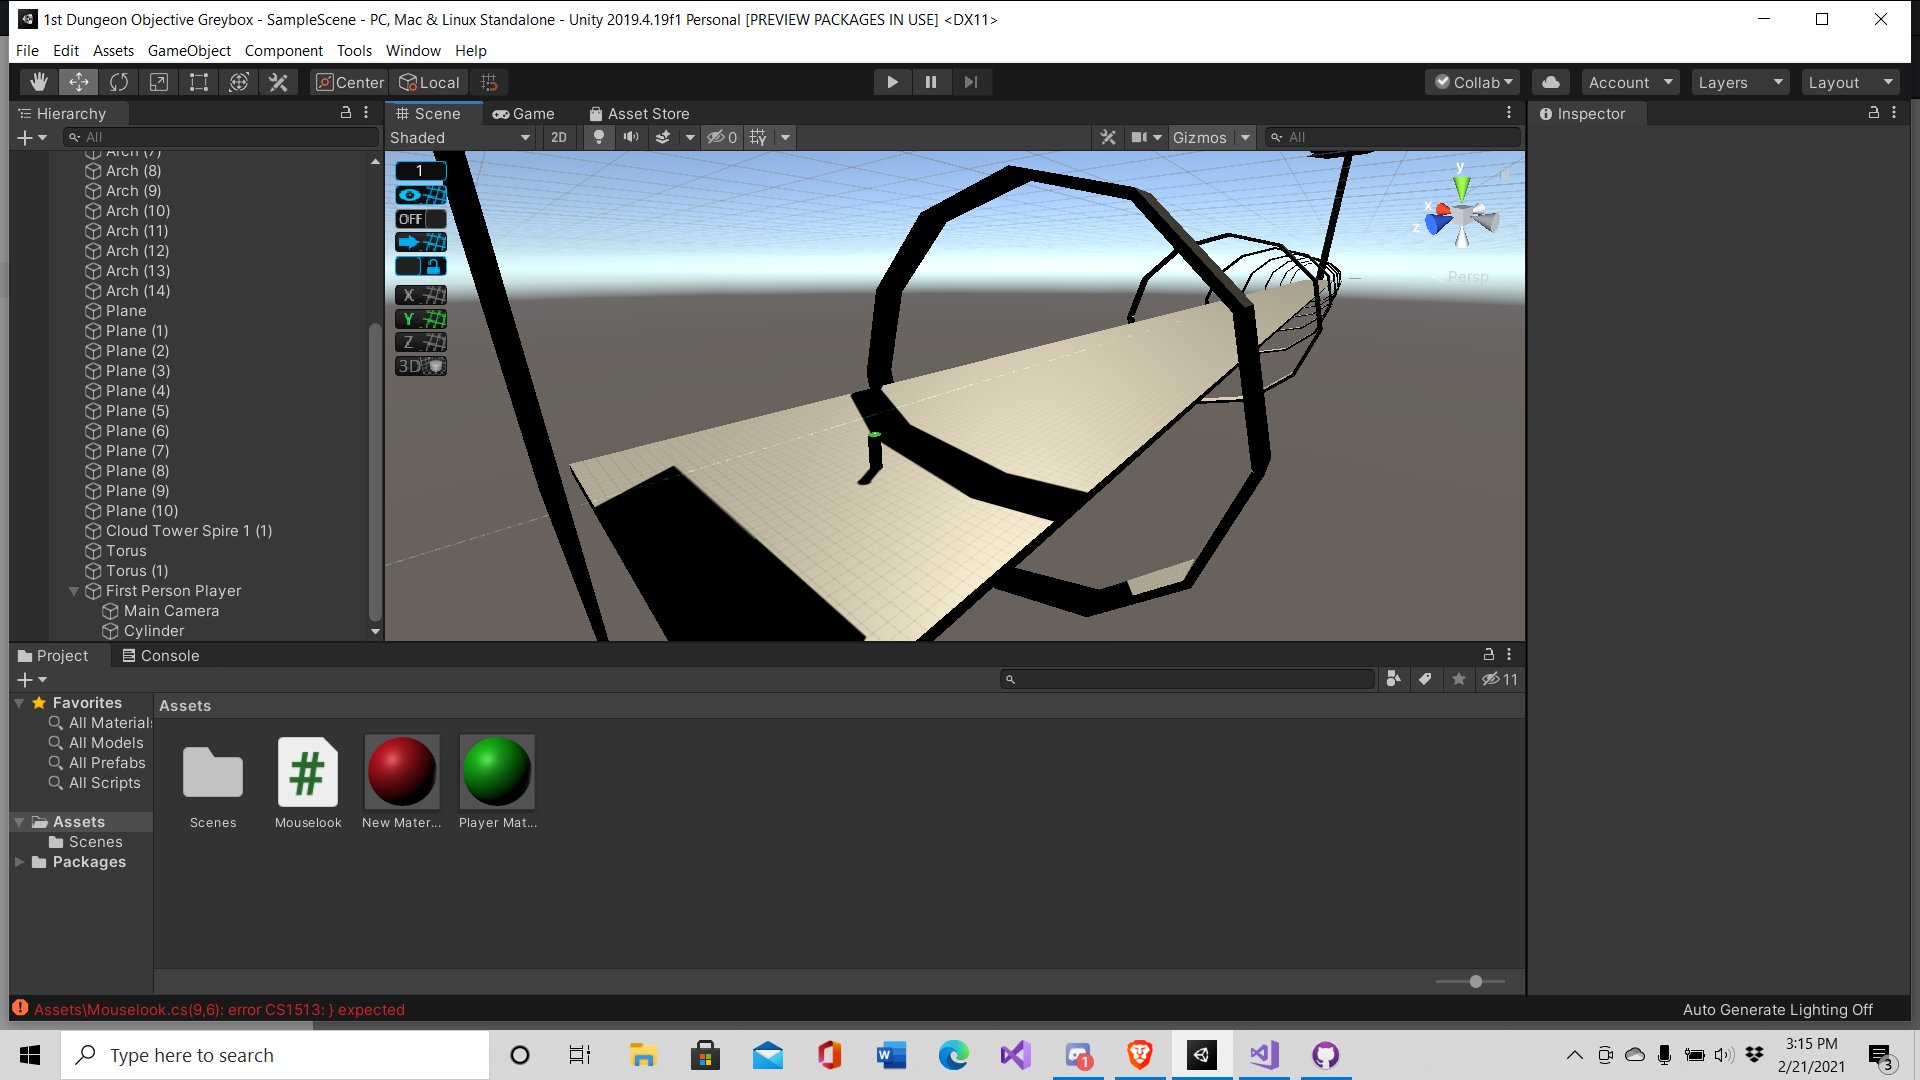 1st Dungeon Objective Greybox - SampleScene - PC, Mac & Linux Standalone - Unity 2019.4.19f1 Personal [PREVIEW PACKAGES IN USE] <DX11>
File Edit Assets GameObject Component Tools Window Help
Center Local Collab Account Layers Layout
Hierarchy Scene Game Asset Store Inspector
All Shaded 2D 0 Gizmos All
Arch (7)
Arch (8)
Arch (9)
Arch (10)
Arch (11)
Arch (12)
Arch (13)
Arch (14)
Plane
Plane (1)
Plane (2)
Plane (3)
Plane (4)
Plane (5)
Plane (6)
Plane (7)
Plane (8)
Plane (9)
Plane (10)
Cloud Tower Spire 1 (1)
Torus
Torus (1)
First Person Player
Main Camera
Cylinder
1
OFF
X
Y
Z
3D
y
x
z
Persp
Project Console
11
Favorites
All Materials
All Models
All Prefabs
All Scripts
Assets
Scenes
Packages
Assets
Scenes Mouselook New Mater... Player Mat...
Assets\Mouselook.cs(9,6): error CS1513: } expected
Auto Generate Lighting Off
Type here to search
1
3:15 PM
2/21/2021
3